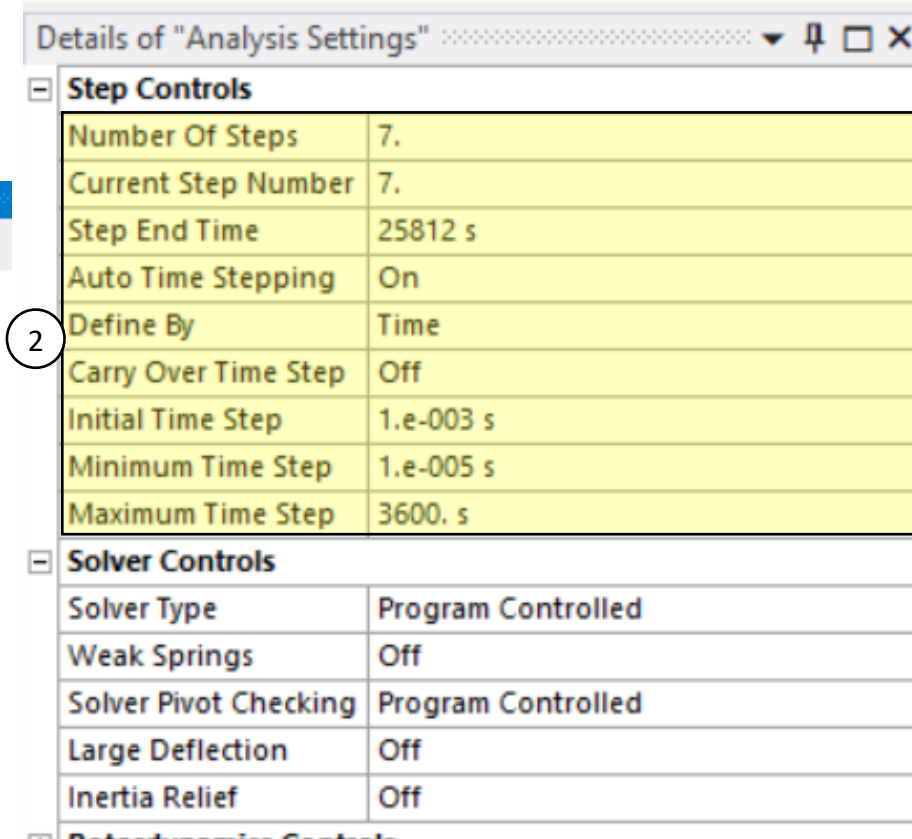 Details of "Analysis Settings"
Step Controls
Number Of Steps 7.
Current Step Number 7.
Step End Time 25812 s
Auto Time Stepping On
2
Define By Time
Carry Over Time Step Off
Initial Time Step 1.e-003 s
Minimum Time Step 1.e-005 s
Maximum Time Step 3600. s
Solver Controls
Solver Type Program Controlled
Weak Springs Off
Solver Pivot Checking Program Controlled
Large Deflection Off
Inertia Relief Off
Rotordynamics Controls